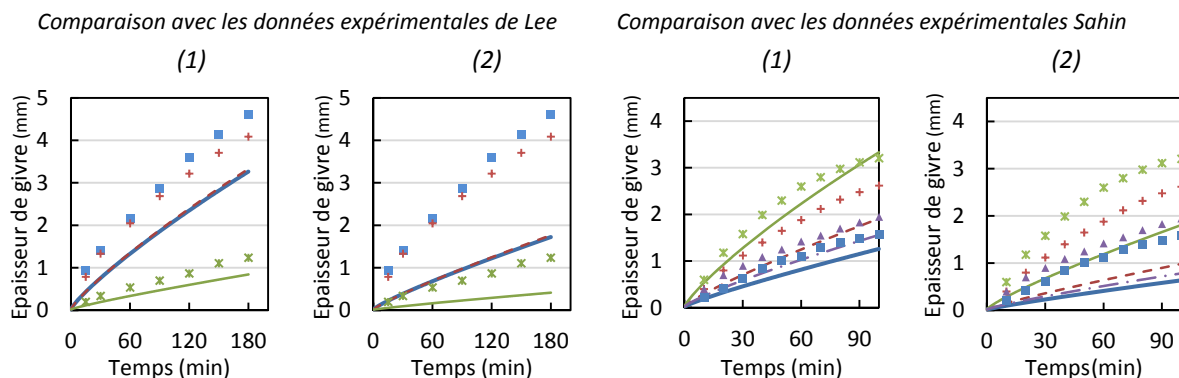 Comparaison avec les données expérimentales de Lee
Comparaison avec les données expérimentales Sahin
(1)
(2)
(1)
(2)
Epaisseur de givre (mm)
5
4
3
2
1
0
0 60 120 180
Temps (min)
Epaisseur de givre (mm)
5
4
3
2
1
0
0 60 120 180
Temps (min)
Epaisseur de givre (mm)
4
3
2
1
0
0 30 60 90
Temps(min)
Epaisseur de givre (mm)
4
3
2
1
0
0 30 60 90
Temps(min)